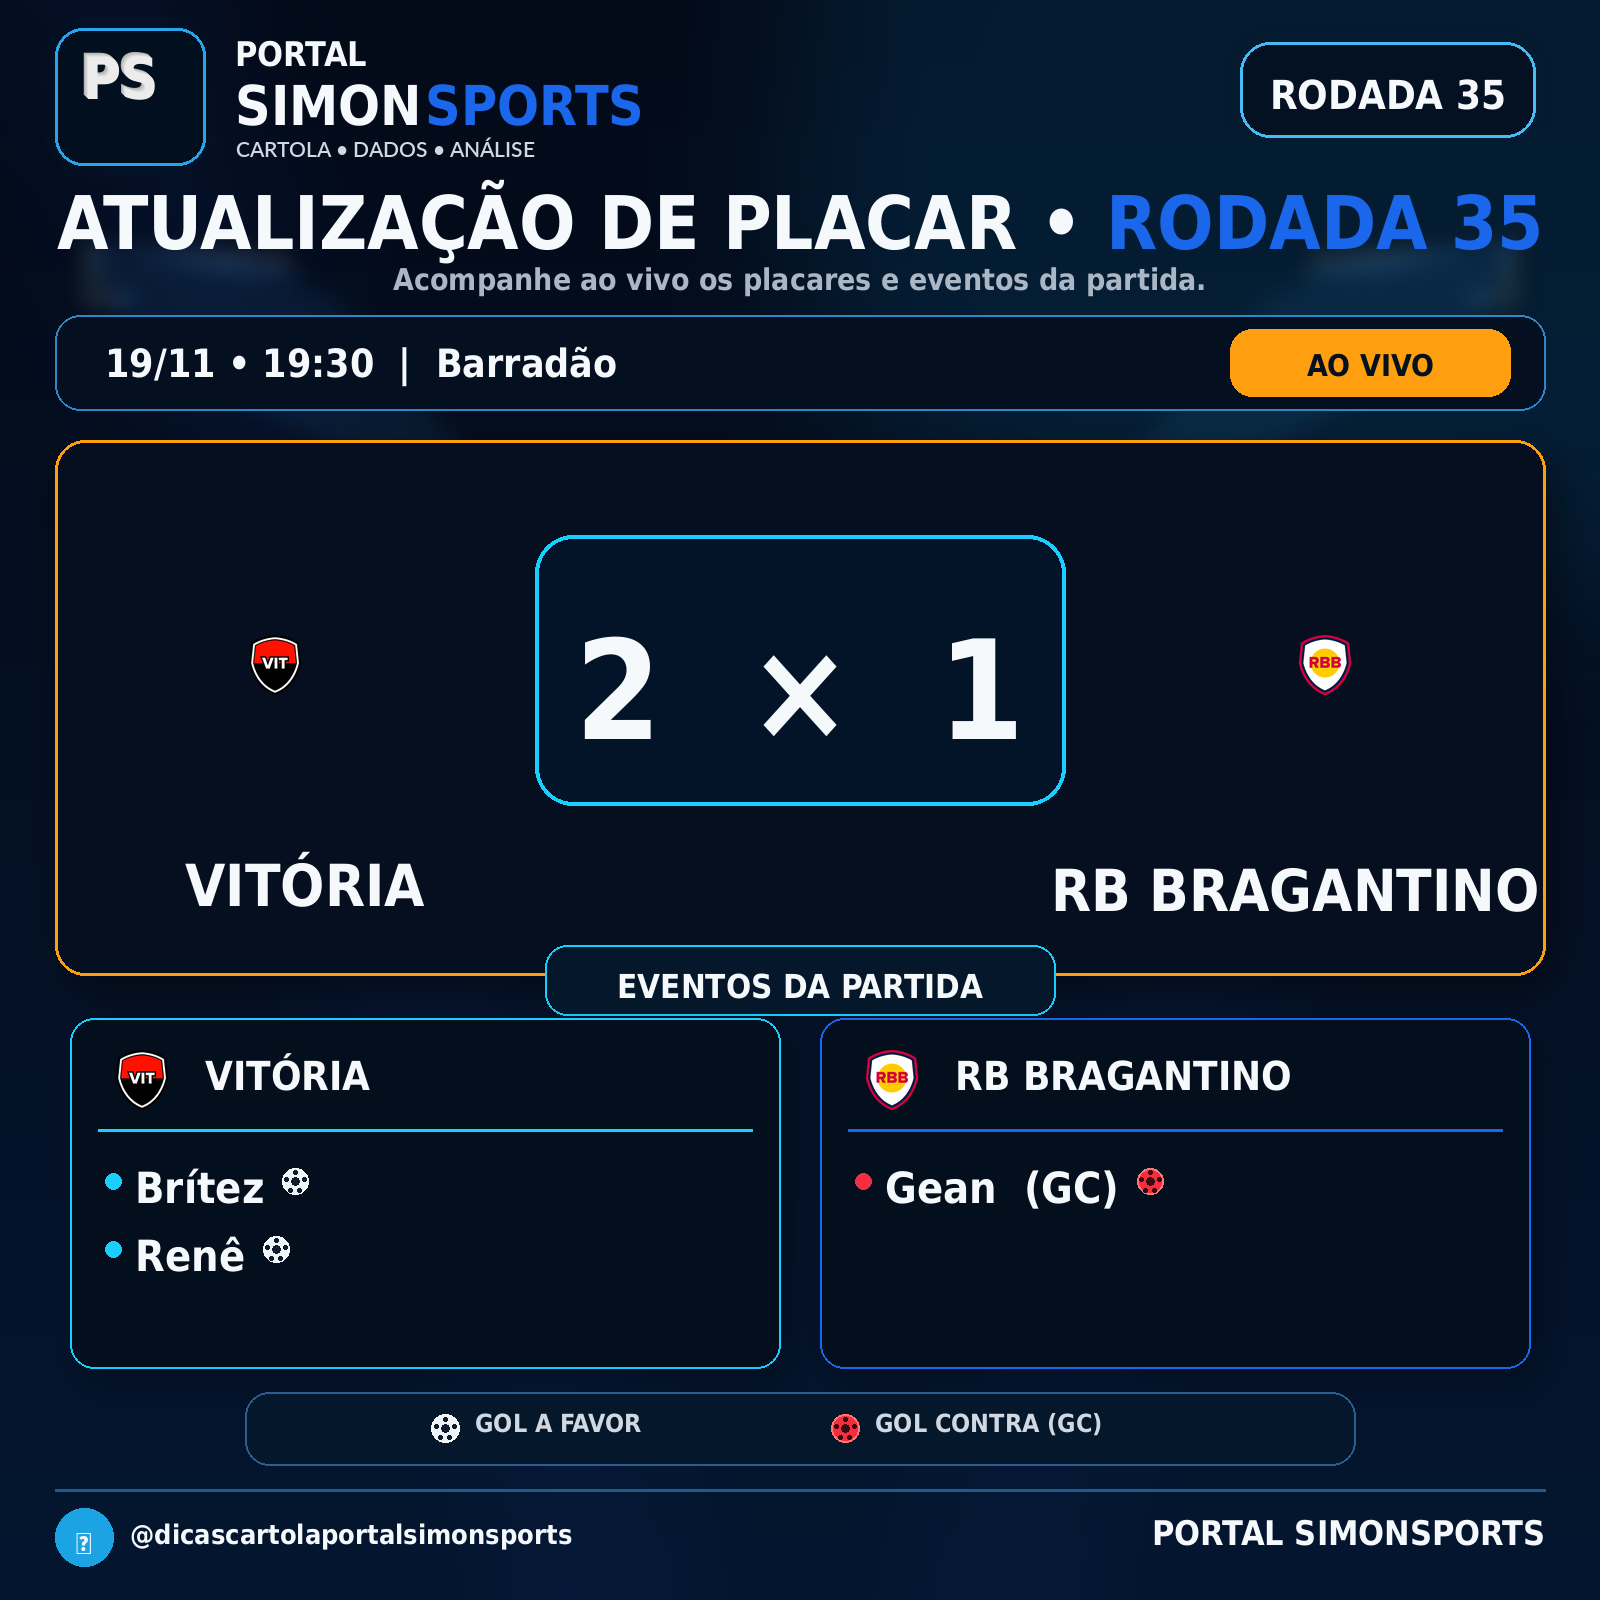 PS
PORTAL
SIMONSPORTS
CARTOLA • DADOS • ANÁLISE
RODADA 35
ATUALIZAÇÃO DE PLACAR • RODADA 35
Acompanhe ao vivo os placares e eventos da partida.
19/11 • 19:30 | Barradão
AO VIVO
VIT
2 × 1
RBB
VITÓRIA
RB BRAGANTINO
EVENTOS DA PARTIDA
VIT
VITÓRIA
Brítez
Renê
RBB
RB BRAGANTINO
Gean (GC)
GOL A FAVOR
GOL CONTRA (GC)
@dicascartolaportalsimonsports
PORTAL SIMONSPORTS